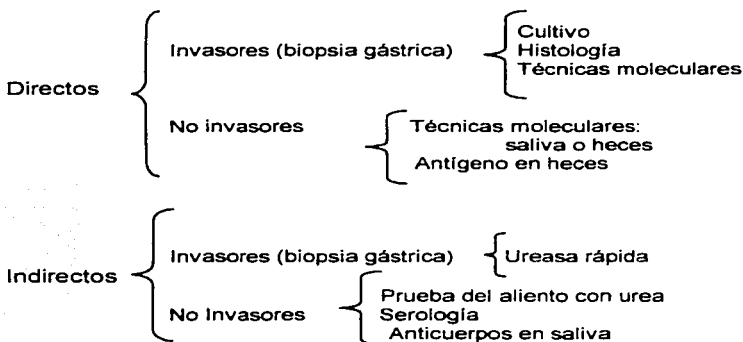 Directos
Invasores (biopsia gástrica)
Cultivo
Histología
Técnicas moleculares
No invasores
Técnicas moleculares:
saliva o heces
Antígeno en heces
Indirectos
Invasores (biopsia gástrica)
Ureasa rápida
No Invasores
Prueba del aliento con urea
Serología
Anticuerpos en saliva